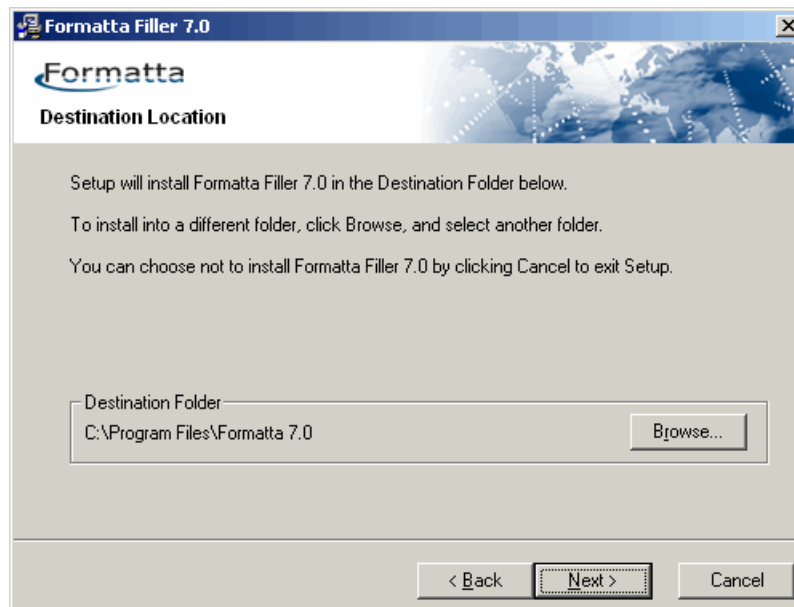 Formatta Filler 7.0
Formatta
Destination Location
Setup will install Formatta Filler 7.0 in the Destination Folder below.
To install into a different folder, click Browse, and select another folder.
You can choose not to install Formatta Filler 7.0 by clicking Cancel to exit Setup.
Destination Folder
C:\Program Files\Formatta 7.0
Browse...
< Back
Next >
Cancel